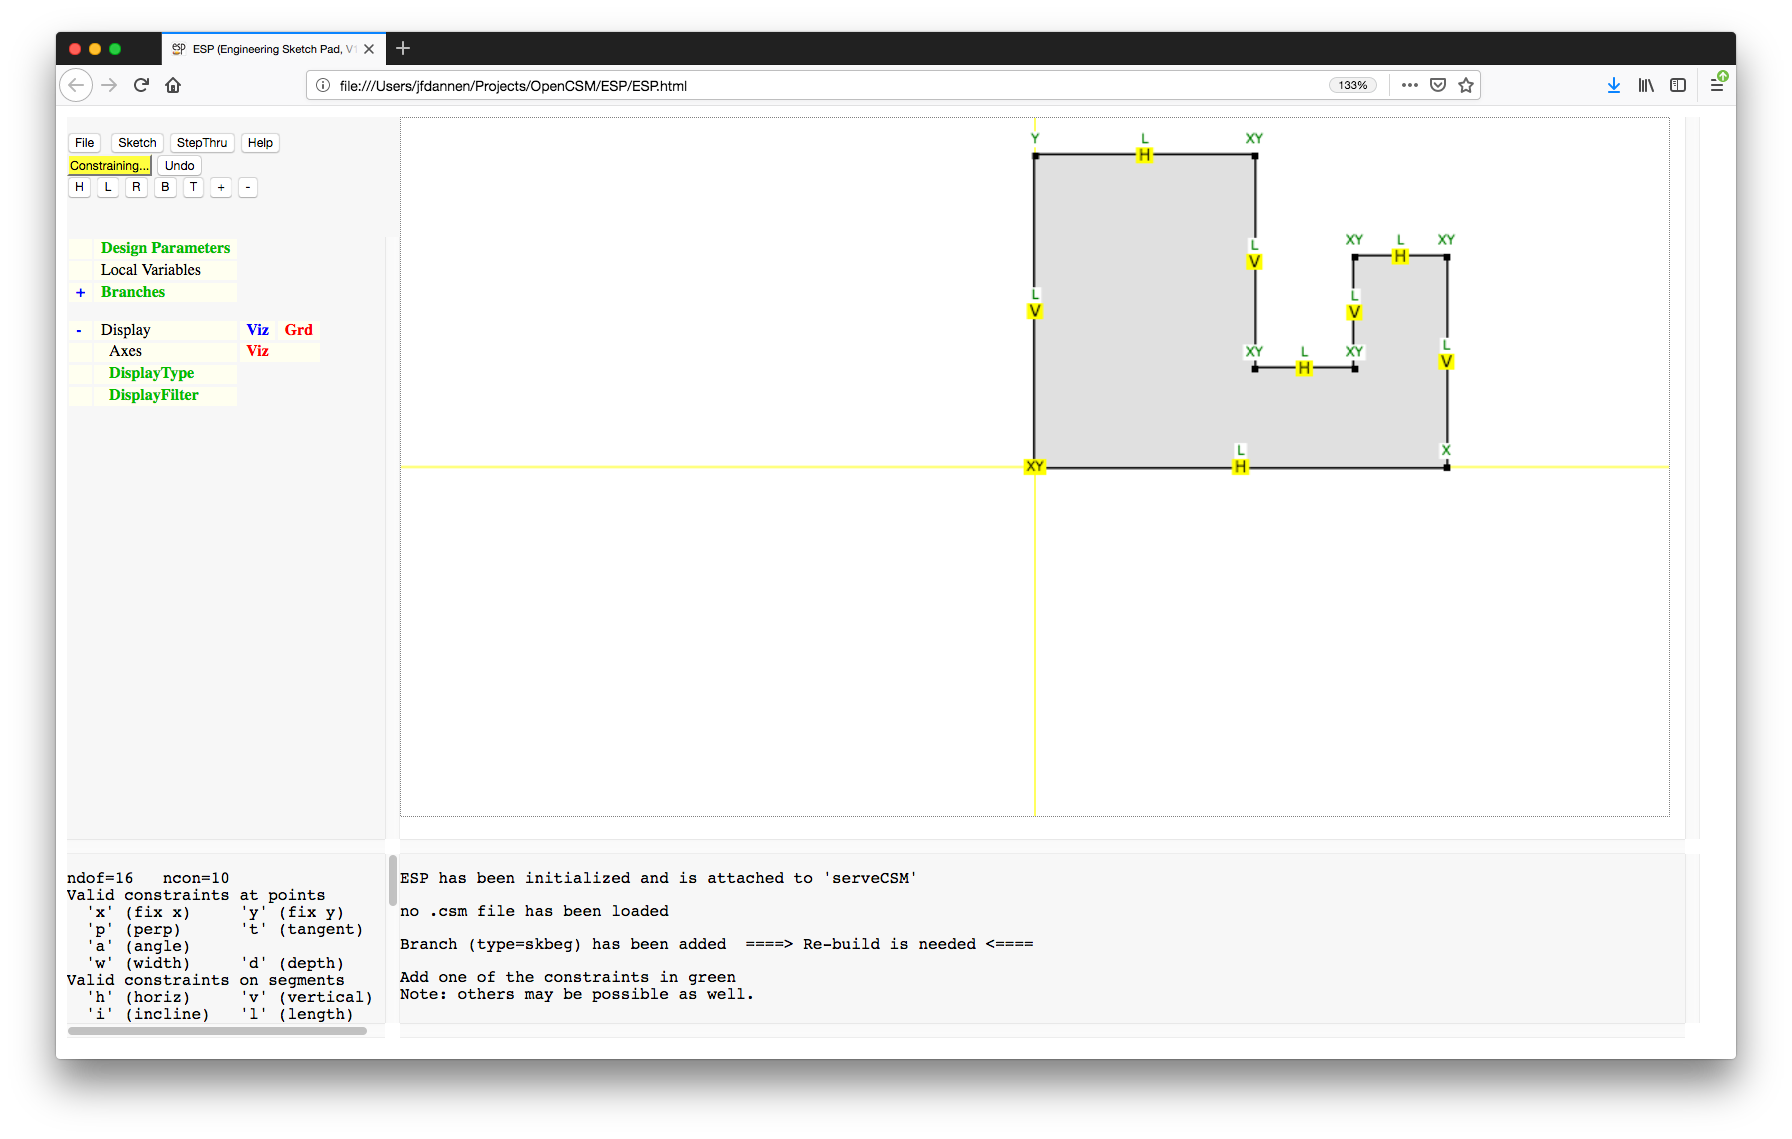 esp ESP (Engineering Sketch Pad, V1
file:///Users/jfdannen/Projects/OpenCSM/ESP/ESP.html 133%
File Sketch StepThru Help
Constraining... Undo
H L R B T + -
Design Parameters
Local Variables
+ Branches
- Display Viz Grd
Axes Viz
DisplayType
DisplayFilter
Y L XY
H
XY L XY
L H
V
L L
V V
L
V
XY L XY
H
L X
XY H
ndof=16 ncon=10
Valid constraints at points
'x' (fix x) 'y' (fix y)
'p' (perp) 't' (tangent)
'a' (angle)
'w' (width) 'd' (depth)
Valid constraints on segments
'h' (horiz) 'v' (vertical)
'i' (incline) 'l' (length)
ESP has been initialized and is attached to 'serveCSM'
no .csm file has been loaded
Branch (type=skbeg) has been added ====> Re-build is needed <====
Add one of the constraints in green
Note: others may be possible as well.